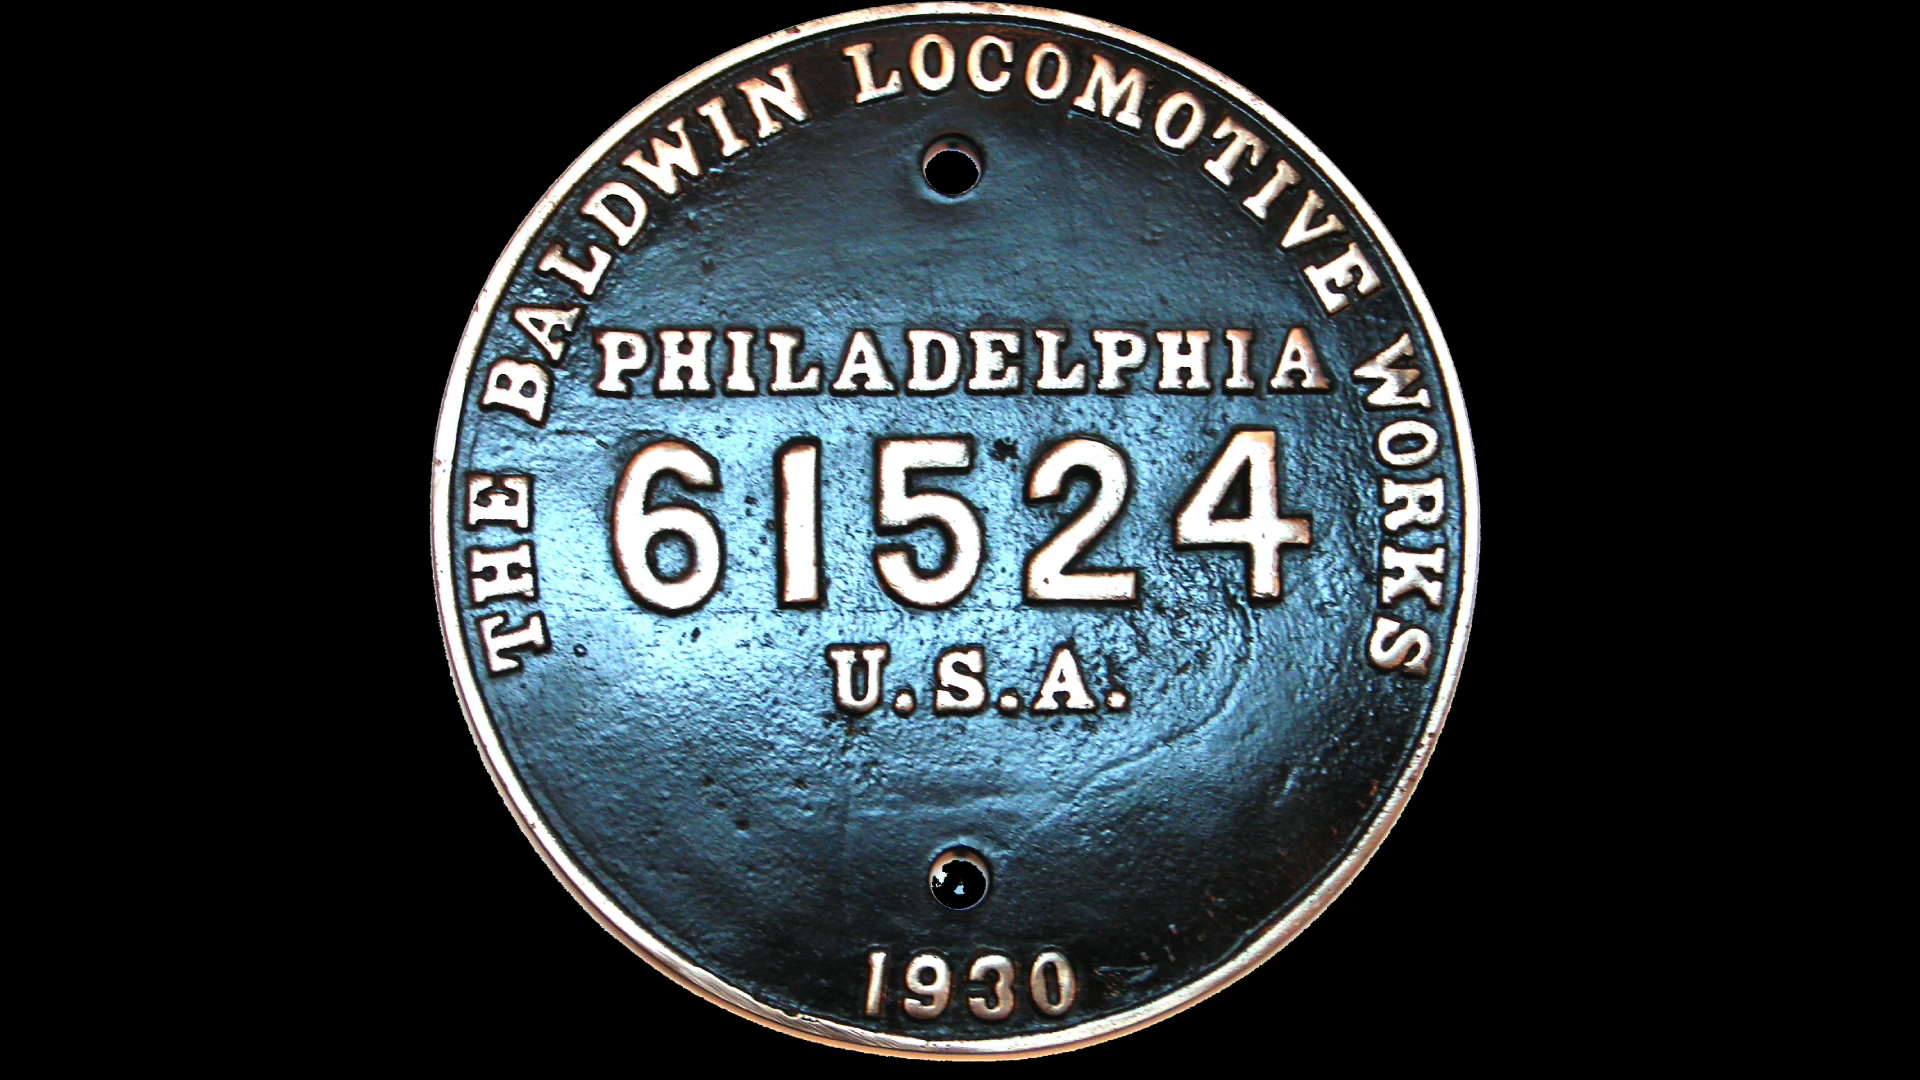 THE BALDWIN LOCOMOTIVE WORKS
PHILADELPHIA
61524
U.S.A.
1930